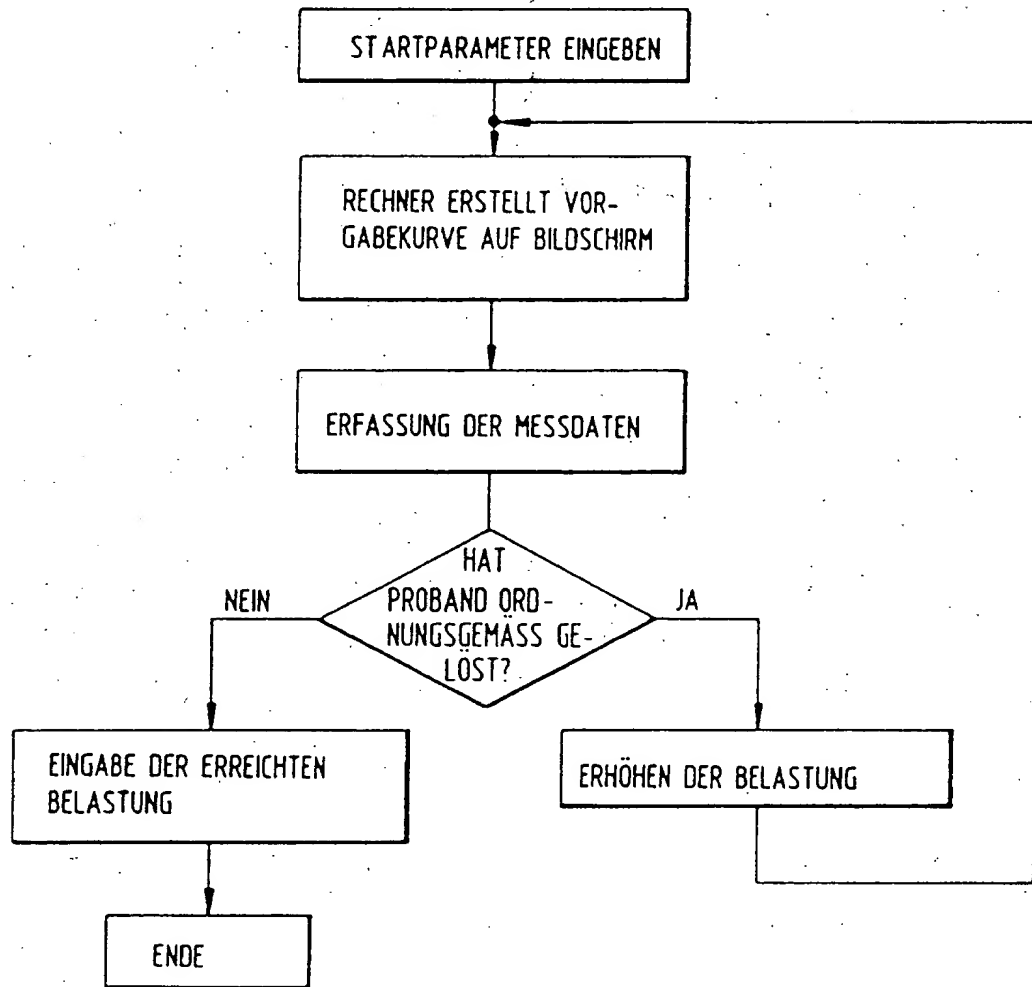 STARTPARAMETER EINGEBEN
RECHNER ERSTELLT VOR-
GABEKURVE AUF BILDSCHIRM
ERFASSUNG DER MESSDATEN
HAT
PROBAND ORD-
NUNGSGEMÄSS GE-
LÖST?
NEIN
JA
EINGABE DER ERREICHTEN
BELASTUNG
ERHÖHEN DER BELASTUNG
ENDE